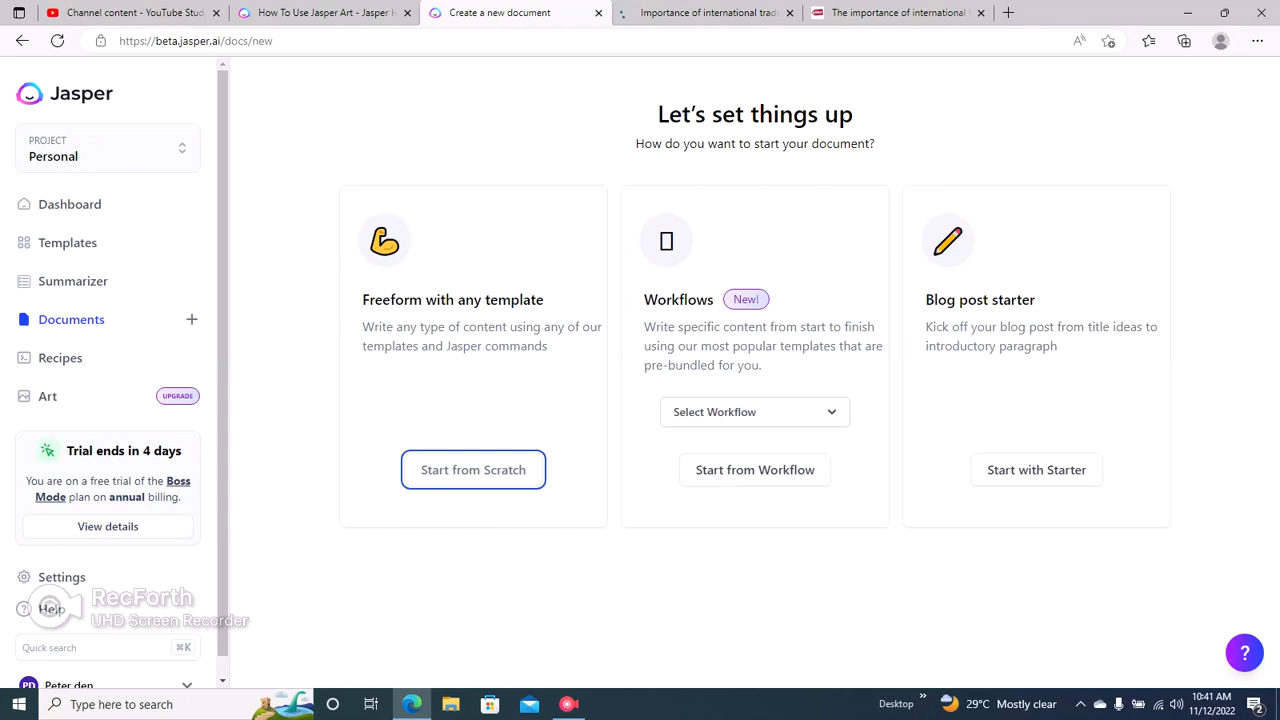 Channel content - YouTube Stud
How To Use Jasper Art - Jasper H
Create a new document
Importance of international trad
The importance of international
https://beta.jasper.ai/docs/new
Jasper
PROJECT
Personal
Dashboard
Templates
Summarizer
Documents
Recipes
Art
UPGRADE
Trial ends in 4 days
You are on a free trial of the Boss
Mode plan on annual billing.
View details
Settings
Help
RecForth
UHD Screen Recorder
Quick search
⌘K
PD
Peter den
Let's set things up
How do you want to start your document?
Freeform with any template
Write any type of content using any of our
templates and Jasper commands
Start from Scratch
Workflows New!
Write specific content from start to finish
using our most popular templates that are
pre-bundled for you.
Select Workflow
Start from Workflow
Blog post starter
Kick off your blog post from title ideas to
introductory paragraph
Start with Starter
?
Type here to search
Desktop
29°C Mostly clear
10:41 AM
11/12/2022
2